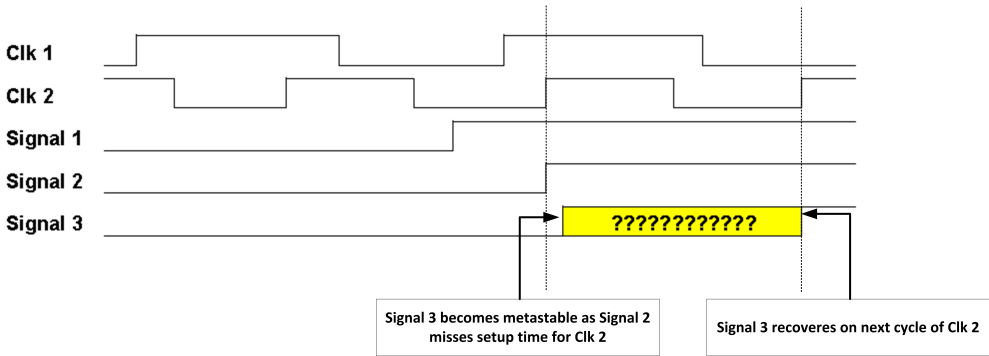 Clk 1
Clk 2
Signal 1
Signal 2
Signal 3
????????????
Signal 3 becomes metastable as Signal 2
misses setup time for Clk 2
Signal 3 recoveres on next cycle of Clk 2